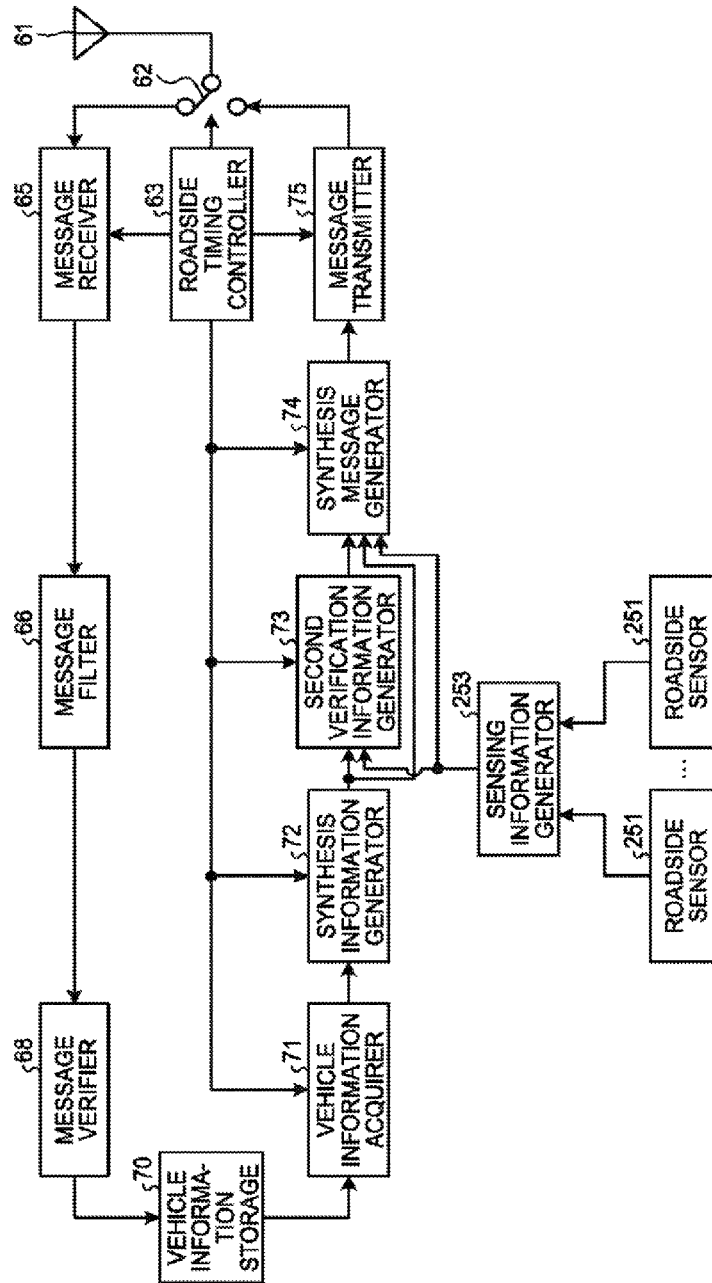 68
MESSAGE
VERIFIER
66
MESSAGE
FILTER
65
MESSAGE
RECEIVER
61
62
70
VEHICLE
INFORMA-
TION
STORAGE
63
ROADSIDE
TIMING
CONTROLLER
71
VEHICLE
INFORMATION
ACQUIRER
72
SYNTHESIS
INFORMATION
GENERATOR
73
SECOND
VERIFICATION
INFORMATION
GENERATOR
74
SYNTHESIS
MESSAGE
GENERATOR
75
MESSAGE
TRANSMITTER
253
SENSING
INFORMATION
GENERATOR
251
ROADSIDE
SENSOR
...
251
ROADSIDE
SENSOR